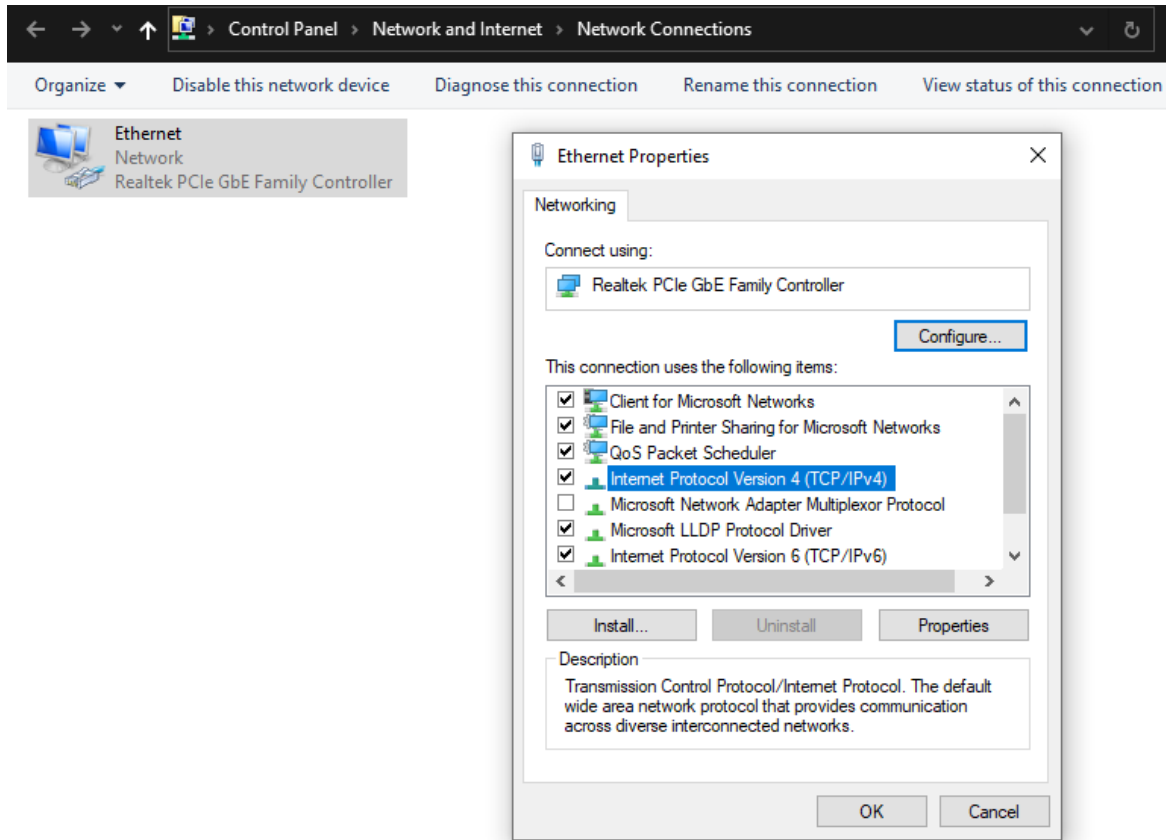 Control Panel > Network and Internet > Network Connections
Organize Disable this network device Diagnose this connection Rename this connection View status of this connection
Ethernet
Network
Realtek PCIe GbE Family Controller
Ethernet Properties
Networking
Connect using:
Realtek PCIe GbE Family Controller
Configure...
This connection uses the following items:
Client for Microsoft Networks
File and Printer Sharing for Microsoft Networks
QoS Packet Scheduler
Internet Protocol Version 4 (TCP/IPv4)
Microsoft Network Adapter Multiplexor Protocol
Microsoft LLDP Protocol Driver
Internet Protocol Version 6 (TCP/IPv6)
Install... Uninstall Properties
Description
Transmission Control Protocol/Internet Protocol. The default
wide area network protocol that provides communication
across diverse interconnected networks.
OK Cancel